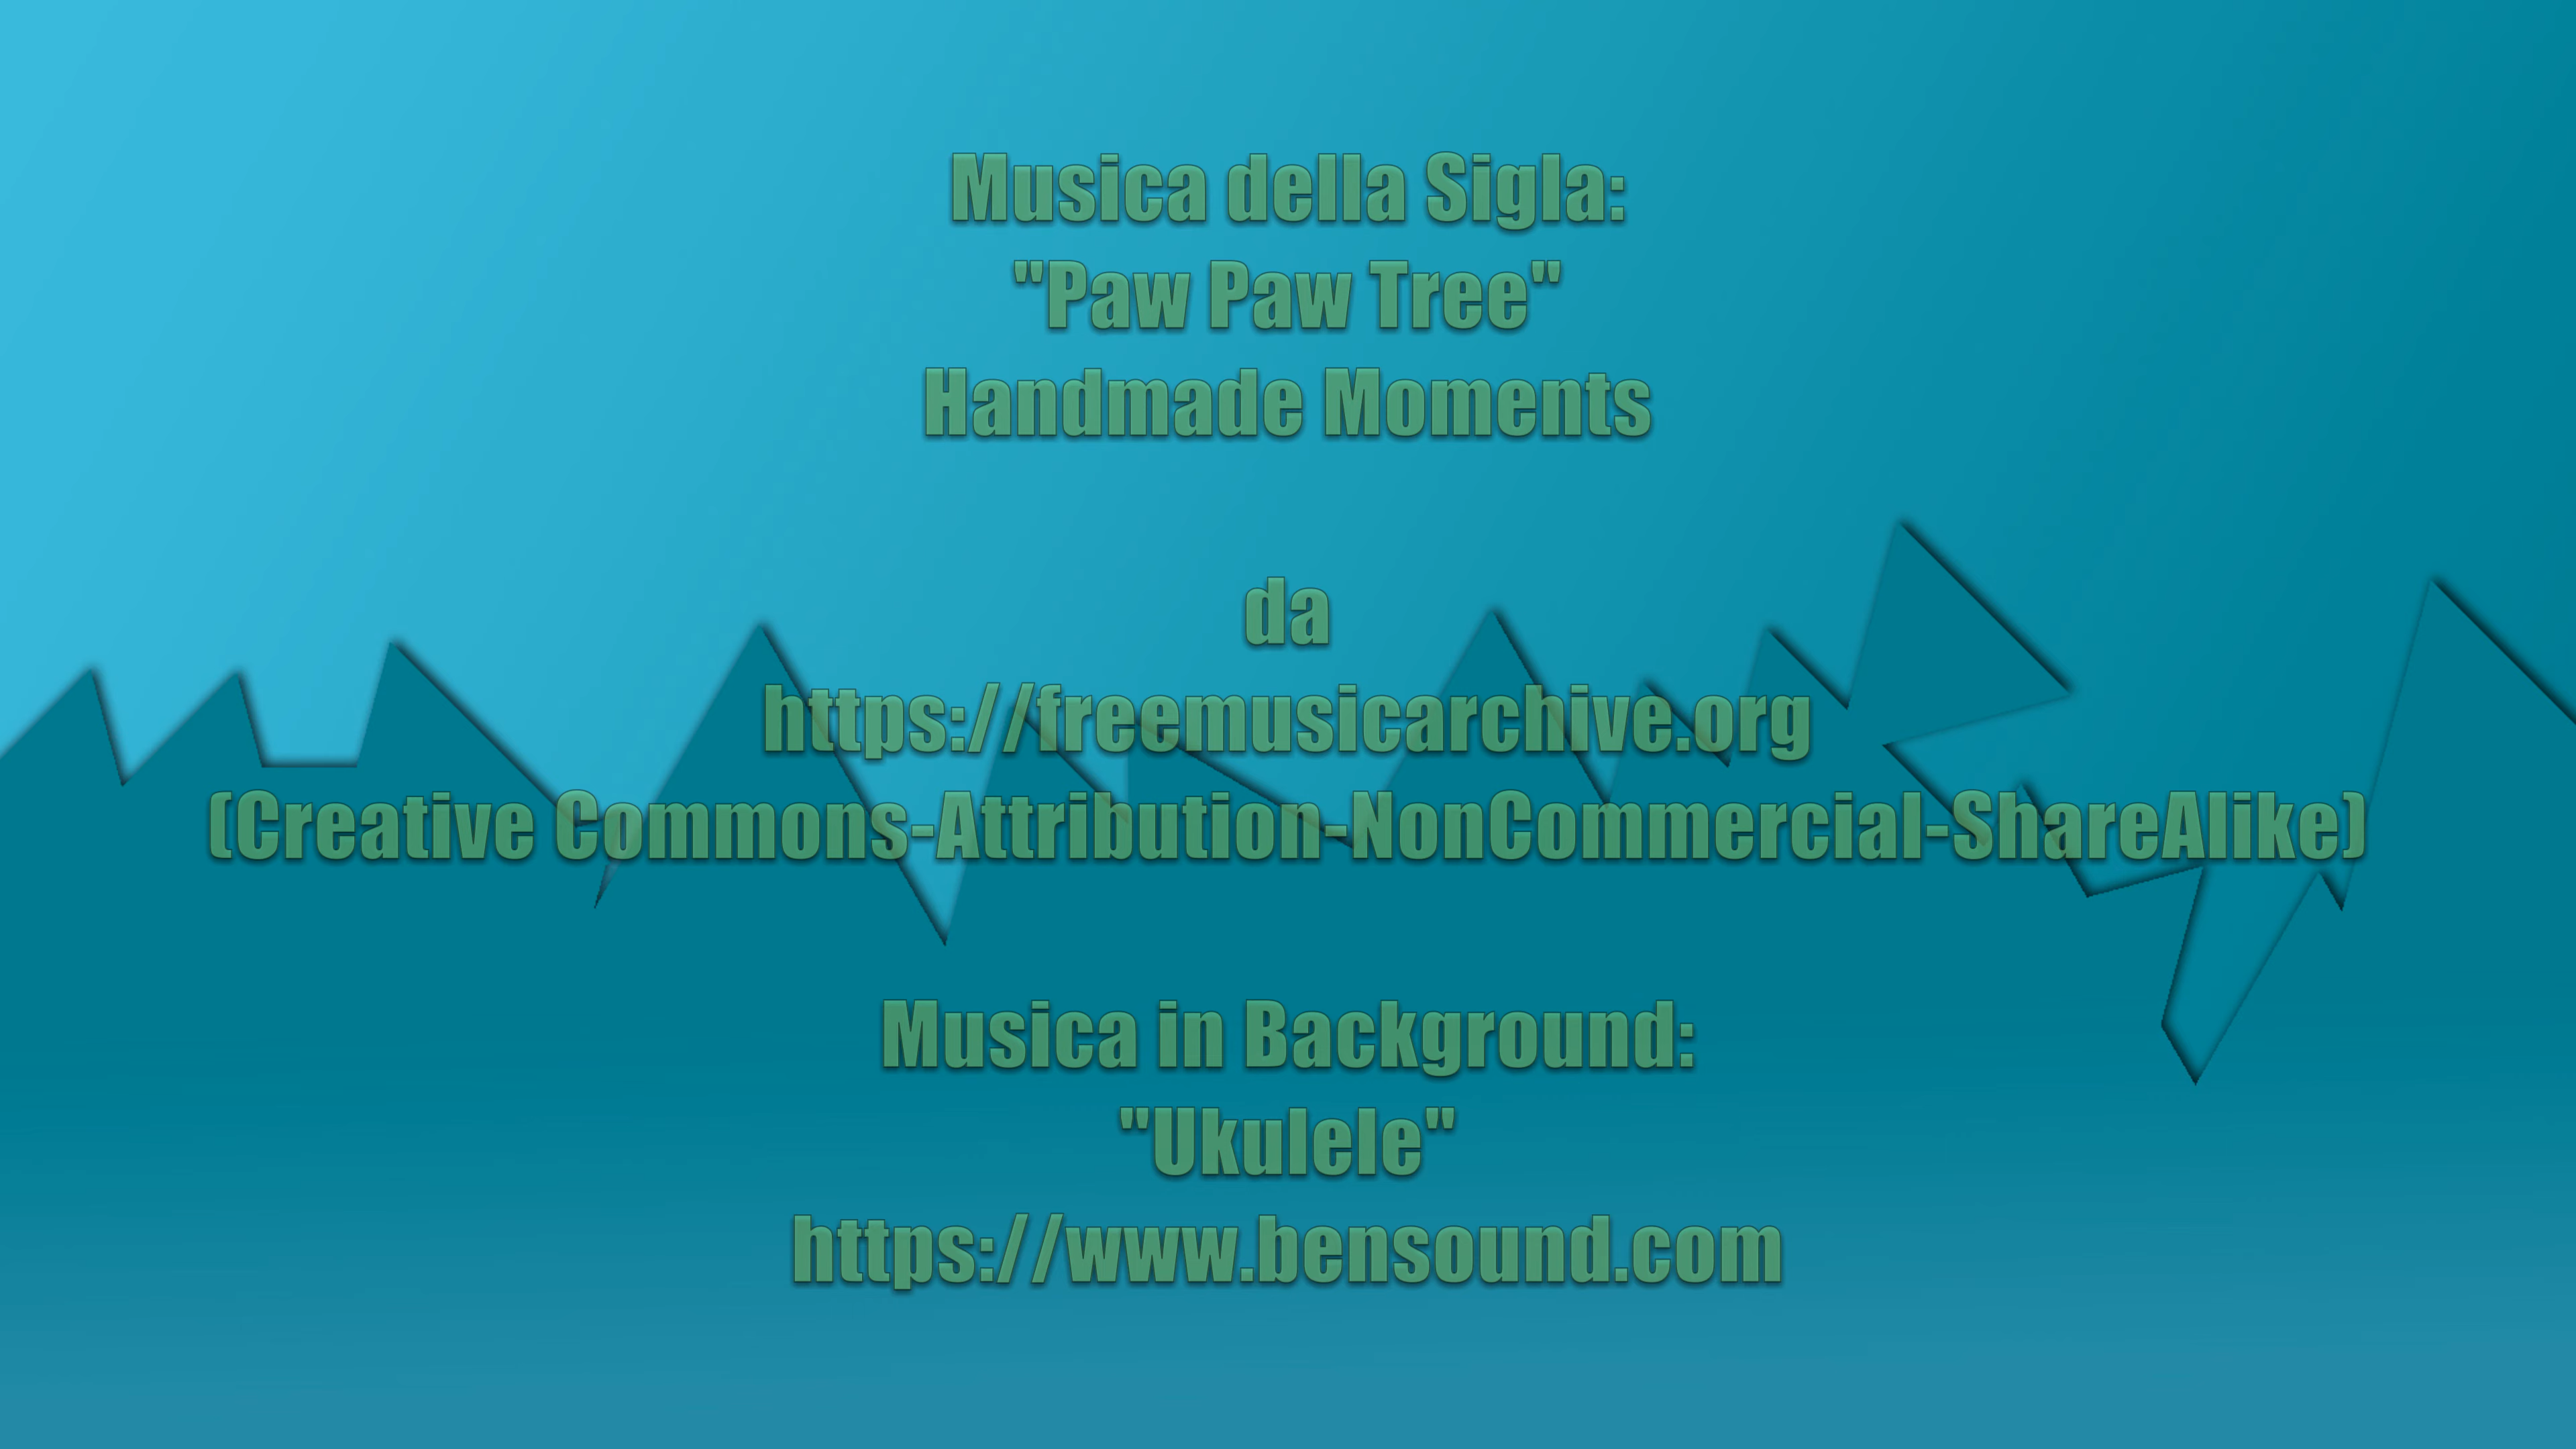 Musica della Sigla:
"Paw Paw Tree"
Handmade Moments
da
https://freemusicarchive.org
(Creative Commons-Attribution-NonCommercial-ShareAlike)
Musica in Background:
"Ukulele"
https://www.bensound.com